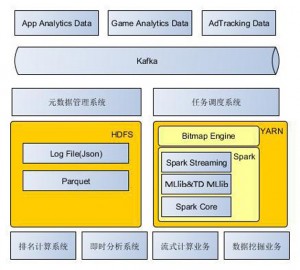 App Analytics Data
Game Analytics Data
AdTracking Data
Kafka
元数据管理系统
任务调度系统
HDFS
Log File(Json)
Parquet
YARN
Bitmap Engine
Spark
Spark Streaming
MLlib&TD MLlib
Spark Core
排名计算系统
即时分析系统
流式计算业务
数据挖掘业务